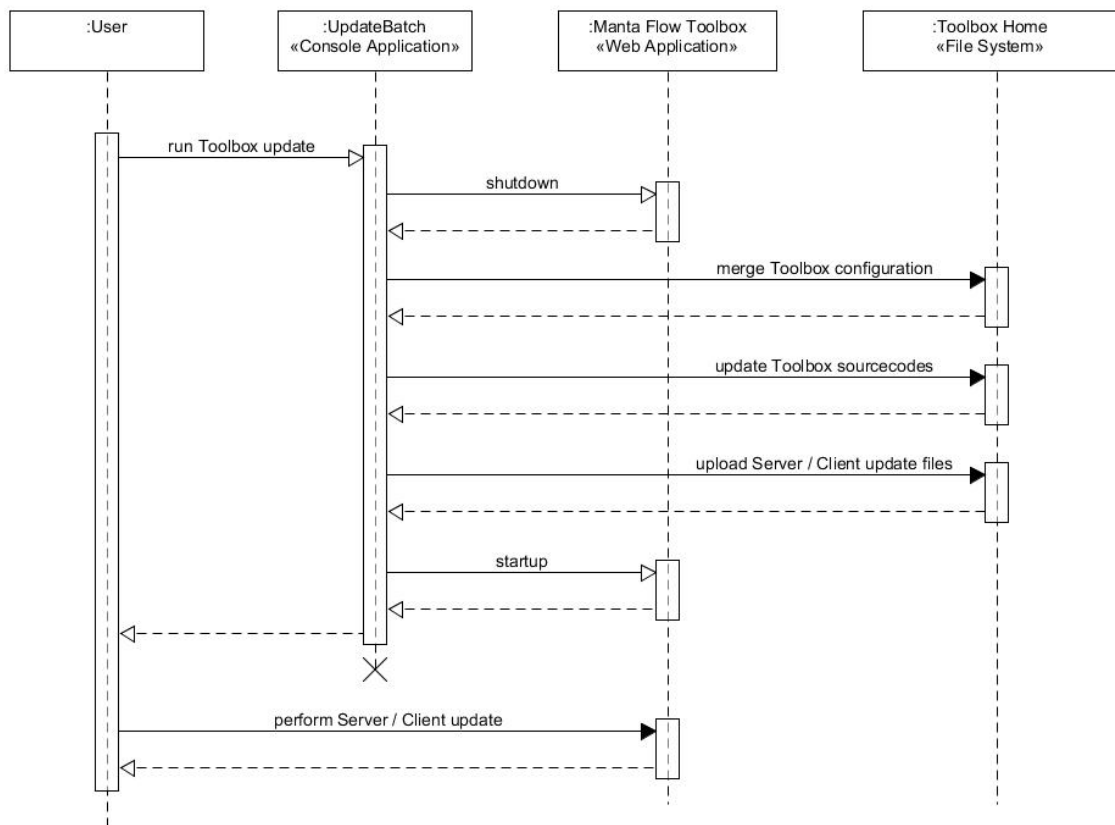 :User
:UpdateBatch
«Console Application»
:Manta Flow Toolbox
«Web Application»
:Toolbox Home
«File System»
run Toolbox update
shutdown
merge Toolbox configuration
update Toolbox sourcecodes
upload Server / Client update files
startup
perform Server / Client update